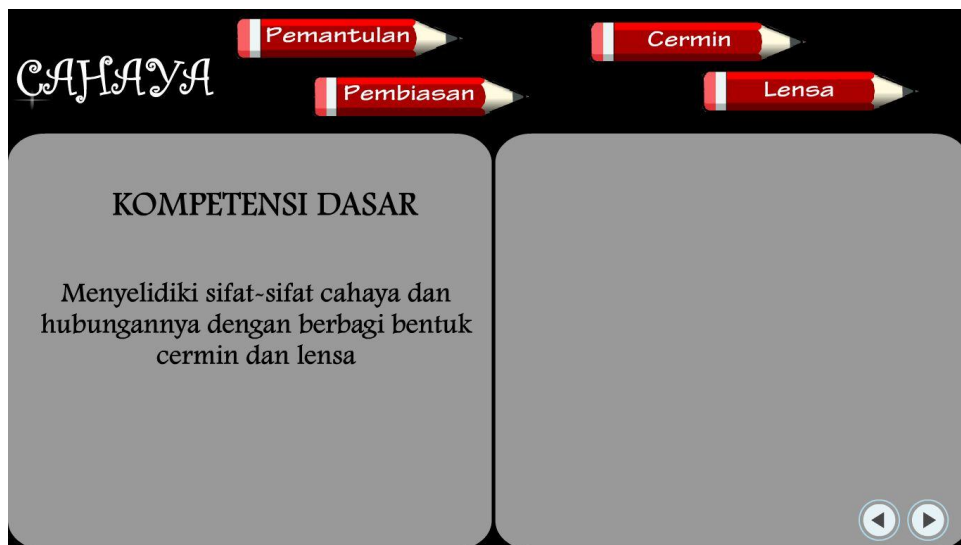 CAHAYA
Pemantulan
Pembiasan
Cermin
Lensa
KOMPETENSI DASAR
Menyelidiki sifat-sifat cahaya dan
hubungannya dengan berbagi bentuk
cermin dan lensa